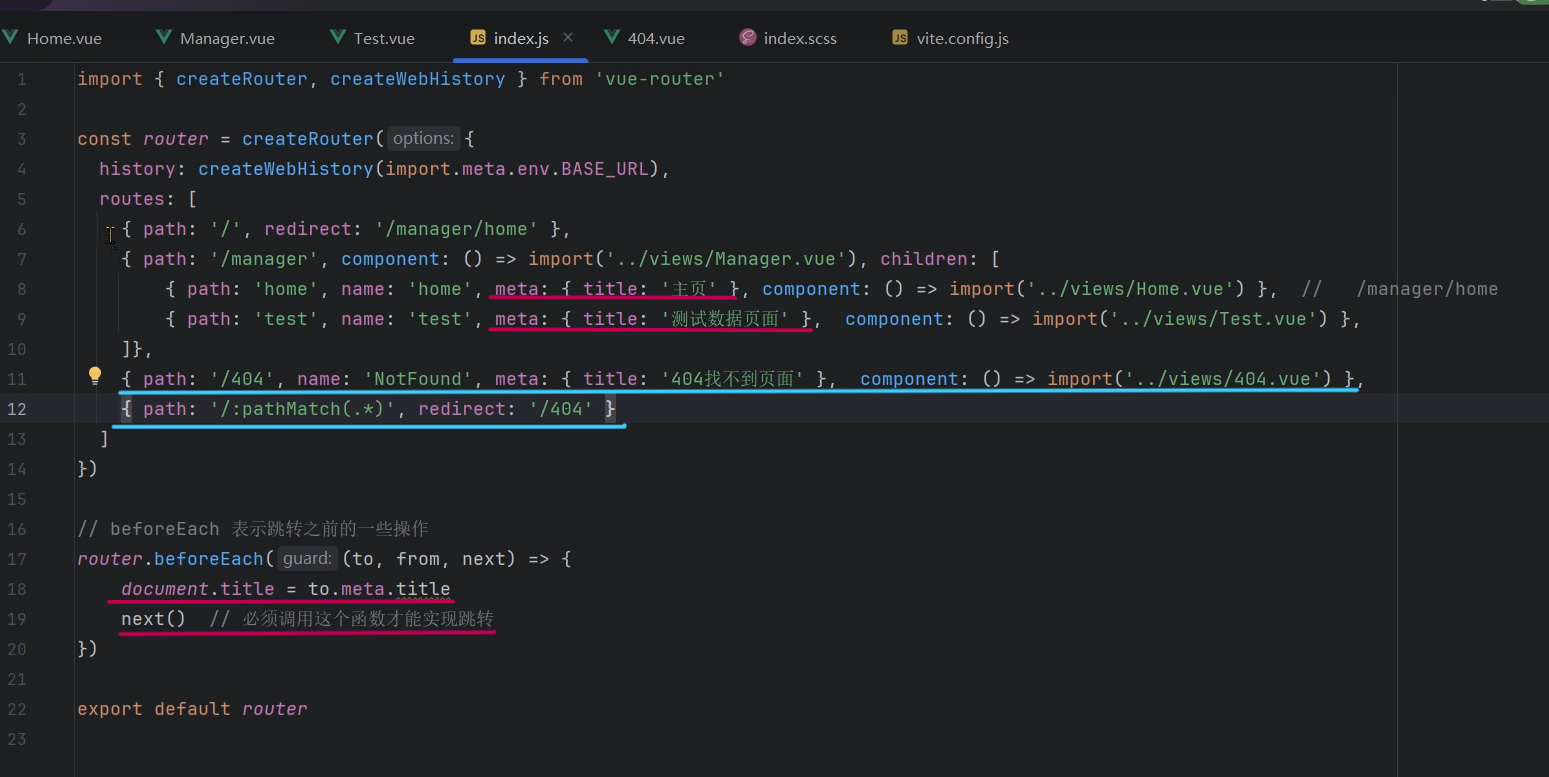 Home.vue Manager.vue Test.vue JS index.js × 404.vue index.scss JS vite.config.js
1 import { createRouter, createWebHistory } from 'vue-router'
2
3 const router = createRouter( options: {
4 history: createWebHistory(import.meta.env.BASE_URL),
5 routes: [
6 { path: '/', redirect: '/manager/home' },
7 { path: '/manager', component: () => import('../views/Manager.vue'), children: [
8 { path: 'home', name: 'home', meta: { title: '主页' }, component: () => import('../views/Home.vue') }, // /manager/home
9 { path: 'test', name: 'test', meta: { title: '测试数据页面' }, component: () => import('../views/Test.vue') },
10 ]},
11 { path: '/404', name: 'NotFound', meta: { title: '404找不到页面' }, component: () => import('../views/404.vue') },
12 { path: '/:pathMatch(.*)', redirect: '/404' }
13 ]
14 })
15
16 // beforeEach 表示跳转之前的一些操作
17 router.beforeEach( guard: (to, from, next) => {
18 document.title = to.meta.title
19 next() // 必须调用这个函数才能实现跳转
20 })
21
22 export default router
23